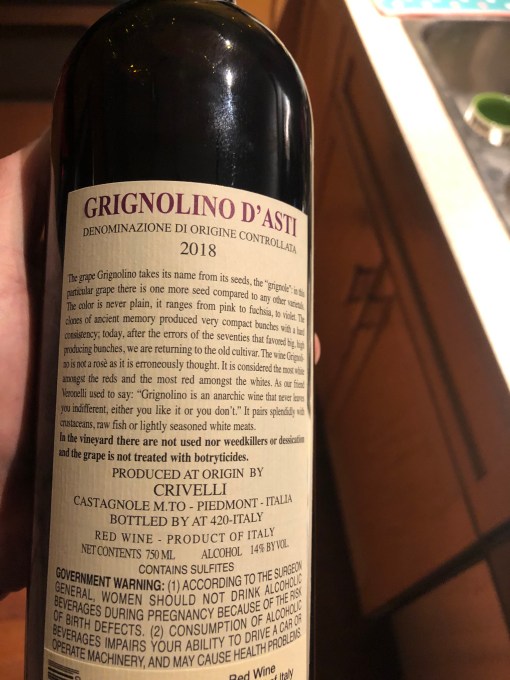 GRIGNOLINO D'ASTI
DENOMINAZIONE DI ORIGINE CONTROLLATA
2018
The grape Grignolino takes its name from its seeds, the "grignole": in this
particular grape there is one more seed compared to any other varietals.
The color is never plain, it ranges from pink to fuchsia, to violet. The
clones of ancient memory produced very compact bunches with a hard
consistency; today, after the errors of the seventies that favored big, high
producing bunches, we are returning to the old cultivar. The wine Grignoli-
no is not a rosè as it is erroneously thought. It is considered the most white
amongst the reds and the most red amongst the whites. As our friend
Veronelli used to say: "Grignolino is an anarchic wine that never leaves
you indifferent, either you like it or you don't." It pairs splendidly with
crustaceans, raw fish or lightly seasoned white meats.
In the vineyard there are not used nor weedkillers or dessication
and the grape is not treated with botryticides.
PRODUCED AT ORIGIN BY
CRIVELLI
CASTAGNOLE M.TO - PIEDMONT - ITALIA
BOTTLED BY AT 420-ITALY
RED WINE - PRODUCT OF ITALY
NET CONTENTS 750 ML ALCOHOL 14% BY VOL.
CONTAINS SULFITES
GOVERNMENT WARNING: (1) ACCORDING TO THE SURGEON
GENERAL, WOMEN SHOULD NOT DRINK ALCOHOLIC
BEVERAGES DURING PREGNANCY BECAUSE OF THE RISK
OF BIRTH DEFECTS. (2) CONSUMPTION OF ALCOHOLIC
BEVERAGES IMPAIRS YOUR ABILITY TO DRIVE A CAR OR
OPERATE MACHINERY, AND MAY CAUSE HEALTH PROBLEMS.
Red Wine
of Italy